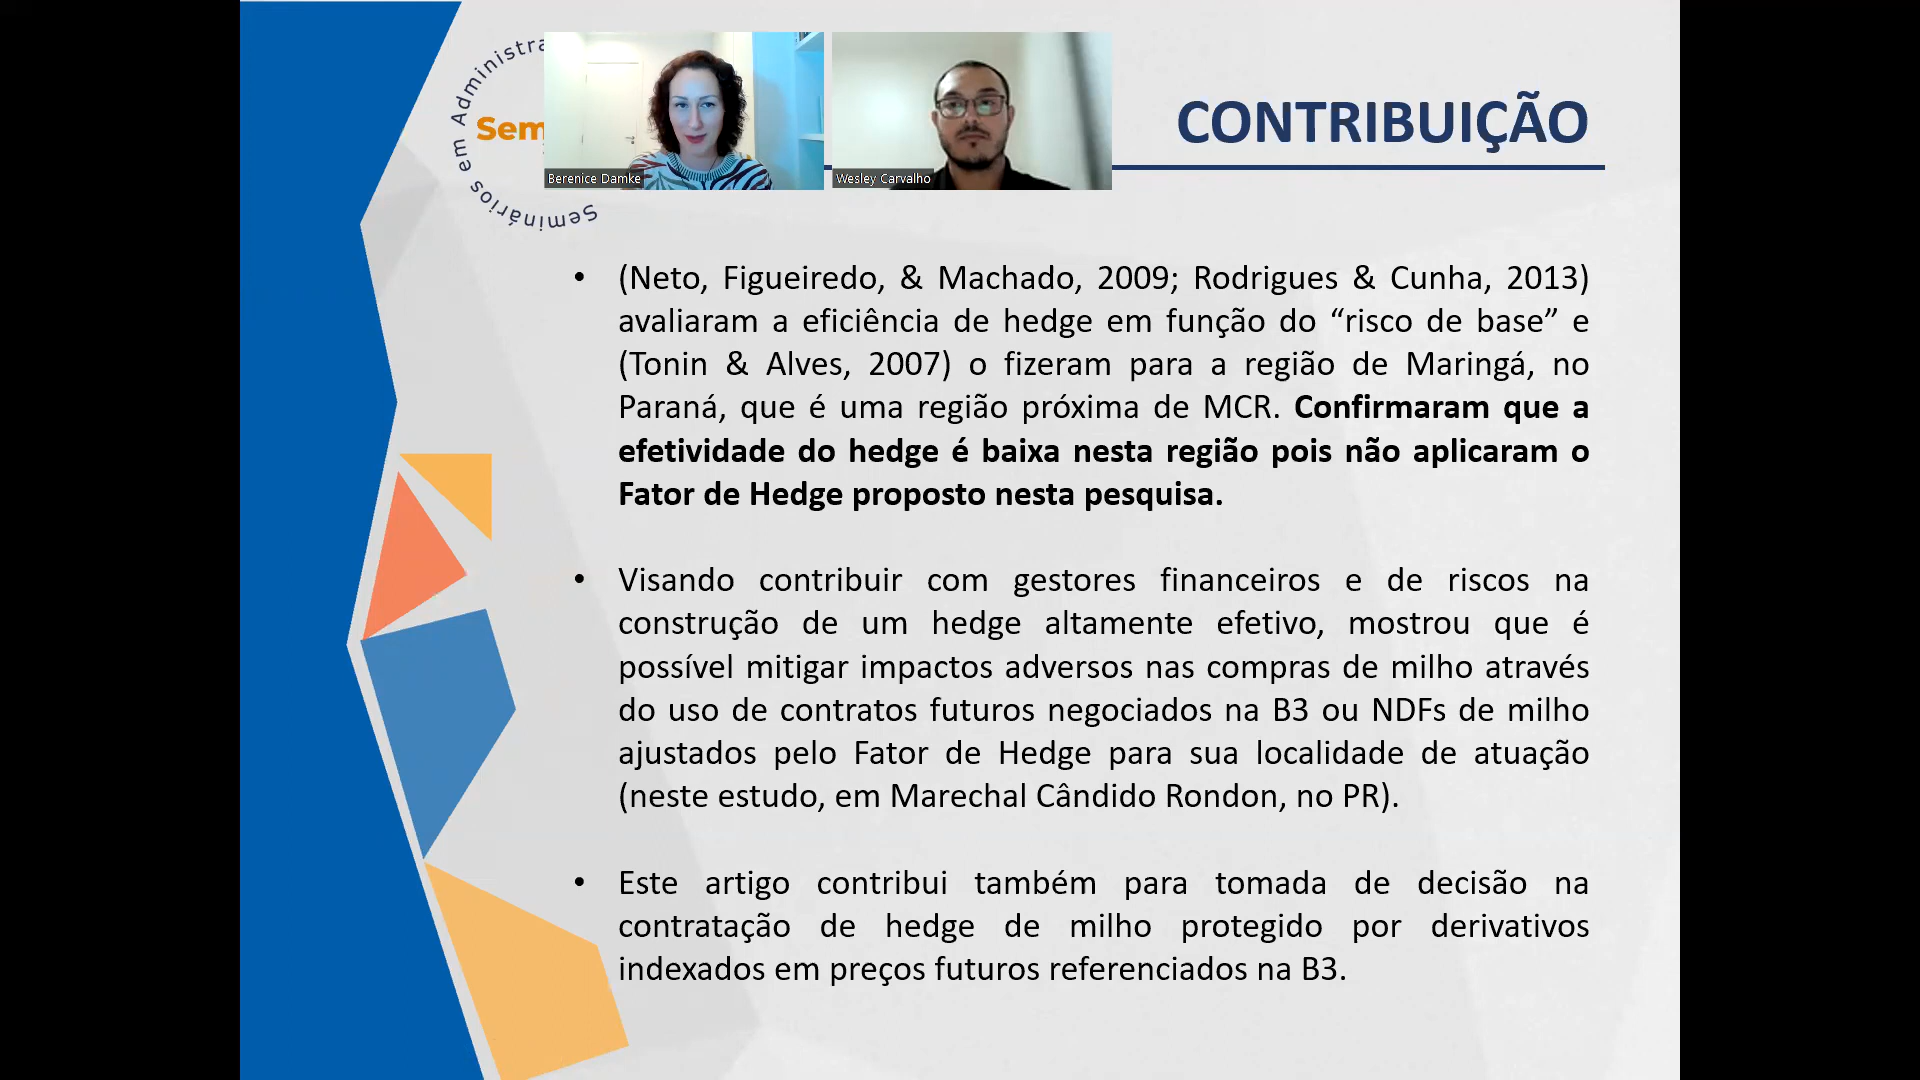 Seminários em Administra
Sem
Berenice Damke
Wesley Carvalho
CONTRIBUIÇÃO
• (Neto, Figueiredo, & Machado, 2009; Rodrigues & Cunha, 2013)
avaliaram a eficiência de hedge em função do “risco de base” e
(Tonin & Alves, 2007) o fizeram para a região de Maringá, no
Paraná, que é uma região próxima de MCR. Confirmaram que a
efetividade do hedge é baixa nesta região pois não aplicaram o
Fator de Hedge proposto nesta pesquisa.
• Visando contribuir com gestores financeiros e de riscos na
construção de um hedge altamente efetivo, mostrou que é
possível mitigar impactos adversos nas compras de milho através
do uso de contratos futuros negociados na B3 ou NDFs de milho
ajustados pelo Fator de Hedge para sua localidade de atuação
(neste estudo, em Marechal Cândido Rondon, no PR).
• Este artigo contribui também para tomada de decisão na
contratação de hedge de milho protegido por derivativos
indexados em preços futuros referenciados na B3.